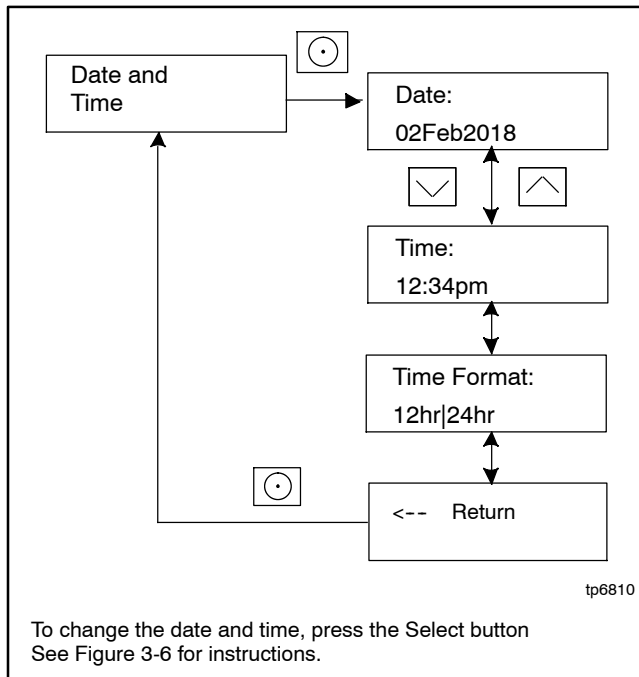 Date and
Time
Date:
02Feb2018
Time:
12:34pm
Time Format:
12hr|24hr
<-- Return
tp6810
To change the date and time, press the Select button
See Figure 3-6 for instructions.